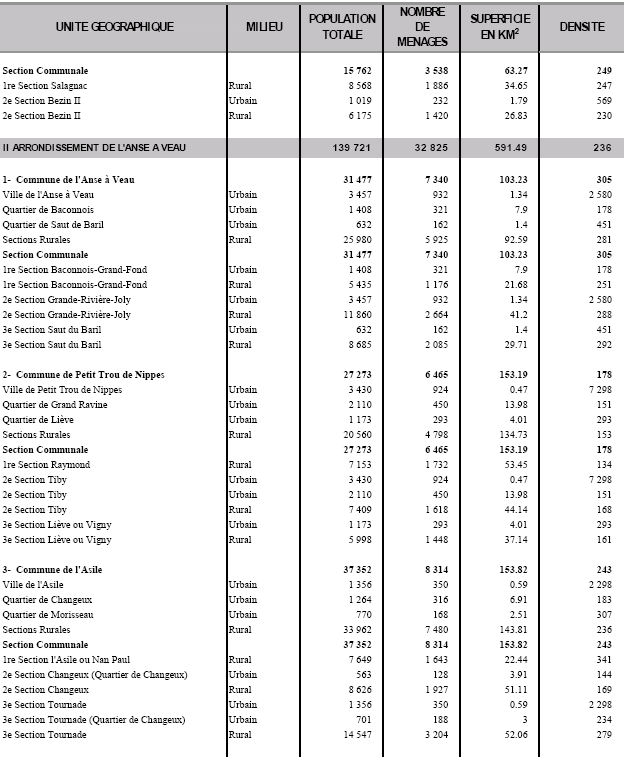 UNITE GEOGRAPHIQUE MILIEU POPULATION TOTALE NOMBRE DE MENAGES SUPERFICIE EN KM2 DENSITE
Section Communale 15 762 3 538 63.27 249
1re Section Salagnac Rural 8 568 1 886 34.65 247
2e Section Bezin II Urbain 1 019 232 1.79 569
2e Section Bezin II Rural 6 175 1 420 26.83 230
II ARRONDISSEMENT DE L'ANSE A VEAU 139 721 32 825 591.49 236
1- Commune de l'Anse à Veau 31 477 7 340 103.23 305
Ville de l'Anse à Veau Urbain 3 457 932 1.34 2 580
Quartier de Baconnois Urbain 1 408 321 7.9 178
Quartier de Saut de Baril Urbain 632 162 1.4 451
Sections Rurales Rural 25 980 5 925 92.59 281
Section Communale 31 477 7 340 103.23 305
1re Section Baconnois-Grand-Fond Urbain 1 408 321 7.9 178
1re Section Baconnois-Grand-Fond Rural 5 435 1 176 21.68 251
2e Section Grande-Rivière-Joly Urbain 3 457 932 1.34 2 580
2e Section Grande-Rivière-Joly Rural 11 860 2 664 41.2 288
3e Section Saut du Baril Urbain 632 162 1.4 451
3e Section Saut du Baril Rural 8 685 2 085 29.71 292
2- Commune de Petit Trou de Nippes 27 273 6 465 153.19 178
Ville de Petit Trou de Nippes Urbain 3 430 924 0.47 7 298
Quartier de Grand Ravine Urbain 2 110 450 13.98 151
Quartier de Liève Urbain 1 173 293 4.01 293
Sections Rurales Rural 20 560 4 798 134.73 153
Section Communale 27 273 6 465 153.19 178
1re Section Raymond Rural 7 153 1 732 53.45 134
2e Section Tiby Urbain 3 430 924 0.47 7 298
2e Section Tiby Urbain 2 110 450 13.98 151
2e Section Tiby Rural 7 409 1 618 44.14 168
3e Section Liève ou Vigny Urbain 1 173 293 4.01 293
3e Section Liève ou Vigny Rural 5 998 1 448 37.14 161
3- Commune de l'Asile 37 352 8 314 153.82 243
Ville de l'Asile Urbain 1 356 350 0.59 2 298
Quartier de Changeux Urbain 1 264 316 6.91 183
Quartier de Morisseau Urbain 770 168 2.51 307
Sections Rurales Rural 33 962 7 480 143.81 236
Section Communale 37 352 8 314 153.82 243
1re Section l'Asile ou Nan Paul Rural 7 649 1 643 22.44 341
2e Section Changeux (Quartier de Changeux) Urbain 563 128 3.91 144
2e Section Changeux Rural 8 626 1 927 51.11 169
3e Section Tournade Urbain 1 356 350 0.59 2 298
3e Section Tournade (Quartier de Changeux) Urbain 701 188 3 234
3e Section Tournade Rural 14 547 3 204 52.06 279